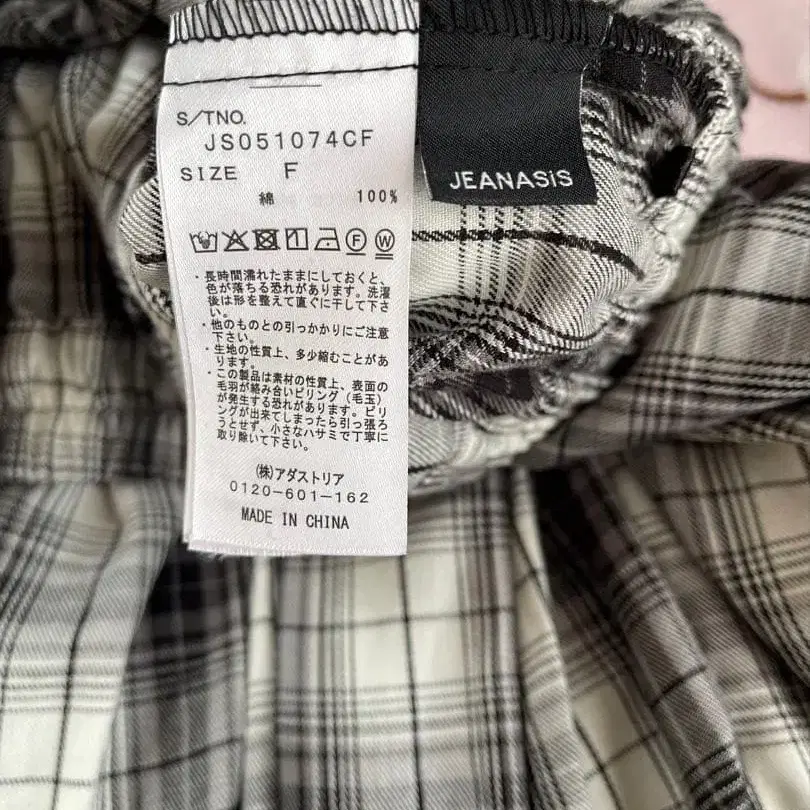 S/TNO.
JS051074CF
SIZE F
綿 100%
F W
・長時間濡れたままにしておくと、
色が落ちる恐れがあります。洗濯
後は形を整えて直ぐに干して下さ
い。
・他のものとの引っかかりにご注意
下さい。
・生地の性質上、多少縮むことがあ
ります。
・この製品は素材の性質上、表面の
毛羽が絡み合いピリング（毛玉）
が発生する恐れがあります。ピリ
ングが出来てしまったら引っ張ろ
うとせず、小さなハサミで丁寧に
取り除いて下さい。
(株)アダストリア
0120-601-162
MADE IN CHINA
JEANASiS